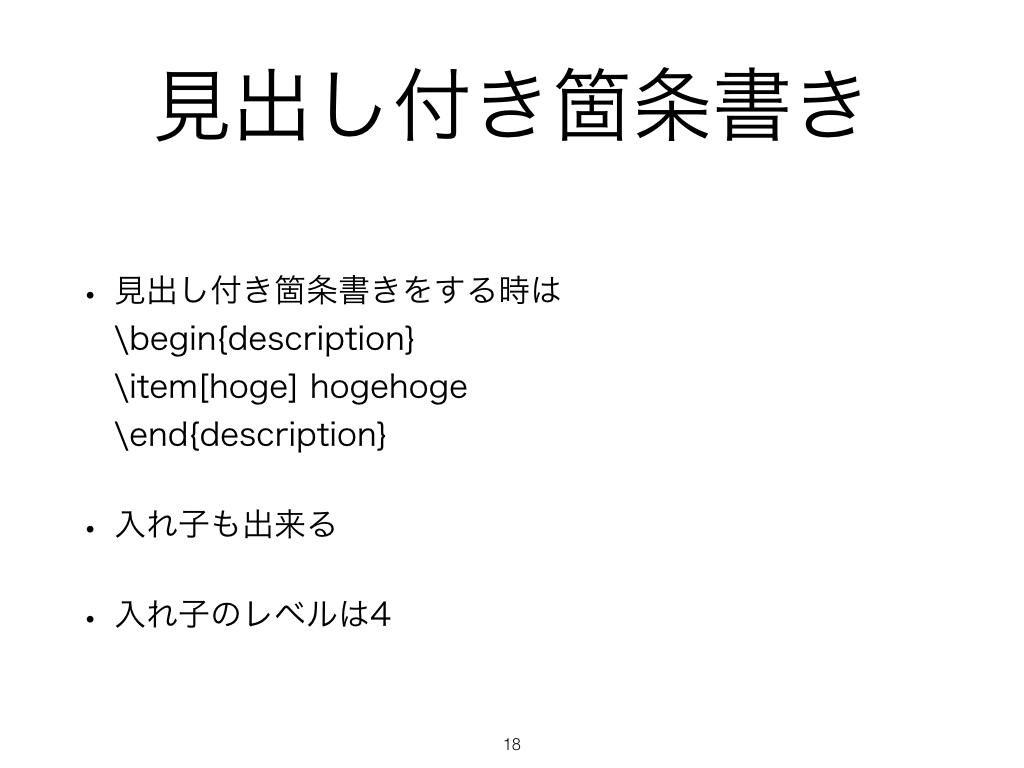 見出し付き箇条書き
• 見出し付き箇条書きをする時は
\begin{description}
\item[hoge] hogehoge
\end{description}
• 入れ子も出来る
• 入れ子のレベルは4
18